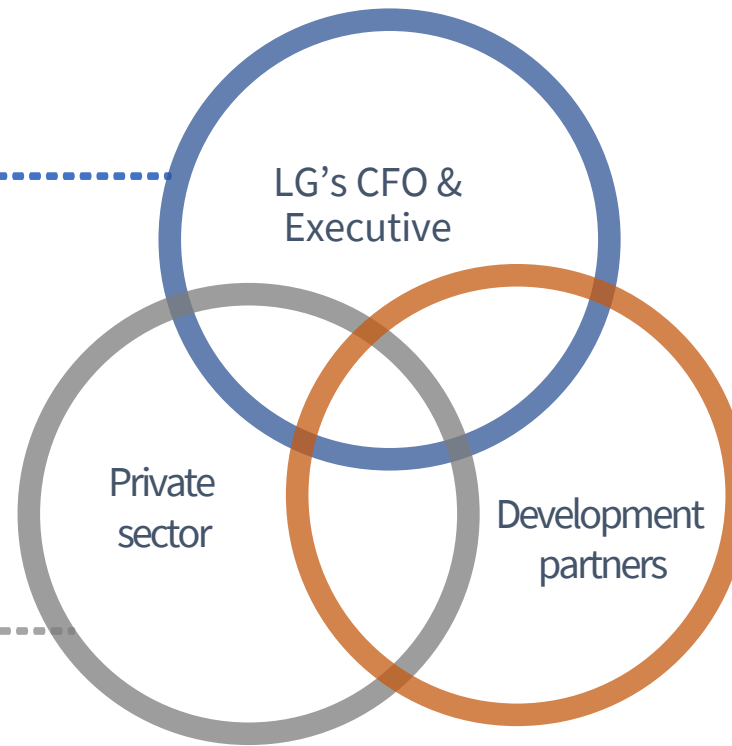 LG’s CFO &
Executive
Private
sector
Development
partners